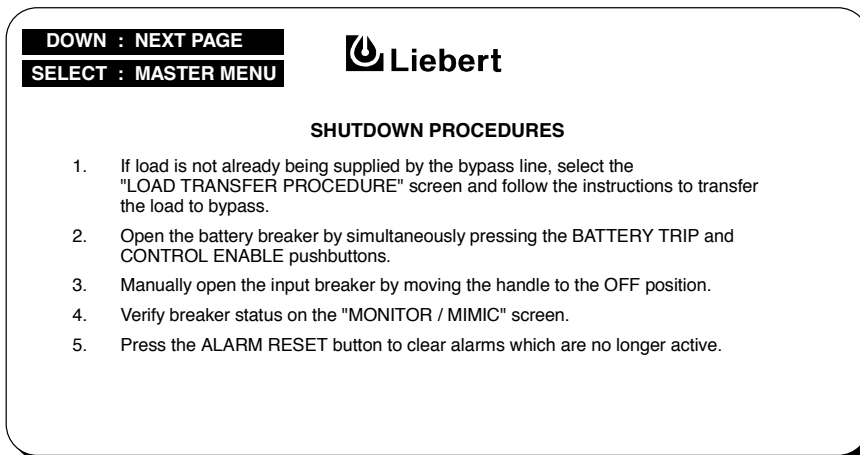 DOWN : NEXT PAGE
SELECT : MASTER MENU
Liebert
SHUTDOWN PROCEDURES
1. If load is not already being supplied by the bypass line, select the
"LOAD TRANSFER PROCEDURE" screen and follow the instructions to transfer
the load to bypass.
2. Open the battery breaker by simultaneously pressing the BATTERY TRIP and
CONTROL ENABLE pushbuttons.
3. Manually open the input breaker by moving the handle to the OFF position.
4. Verify breaker status on the "MONITOR / MIMIC" screen.
5. Press the ALARM RESET button to clear alarms which are no longer active.